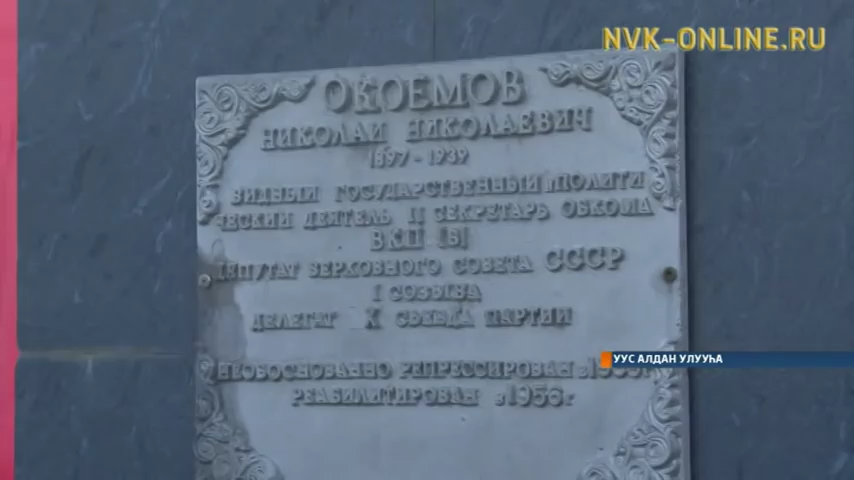 NVK-ONLINE.RU
ОКОЕМОВ
НИКОЛАЙ НИКОЛАЕВИЧ
1897 - 1939
ВИДНЫЙ ГОСУДАРСТВЕННЫЙ И ПОЛИТИ
ЧЕСКИЙ ДЕЯТЕЛЬ II СЕКРЕТАРЬ ОБКОМА
ВКП (б)
ДЕПУТАТ ВЕРХОВНОГО СОВЕТА СССР
I СОЗЫВА
ДЕЛЕГАТ X СЪЕЗДА ПАРТИИ
НЕОБОСНОВАННО РЕПРЕССИРОВАН в
РЕАБИЛИТИРОВАН в 1956 г
УУС АЛДАН УЛУУҺА